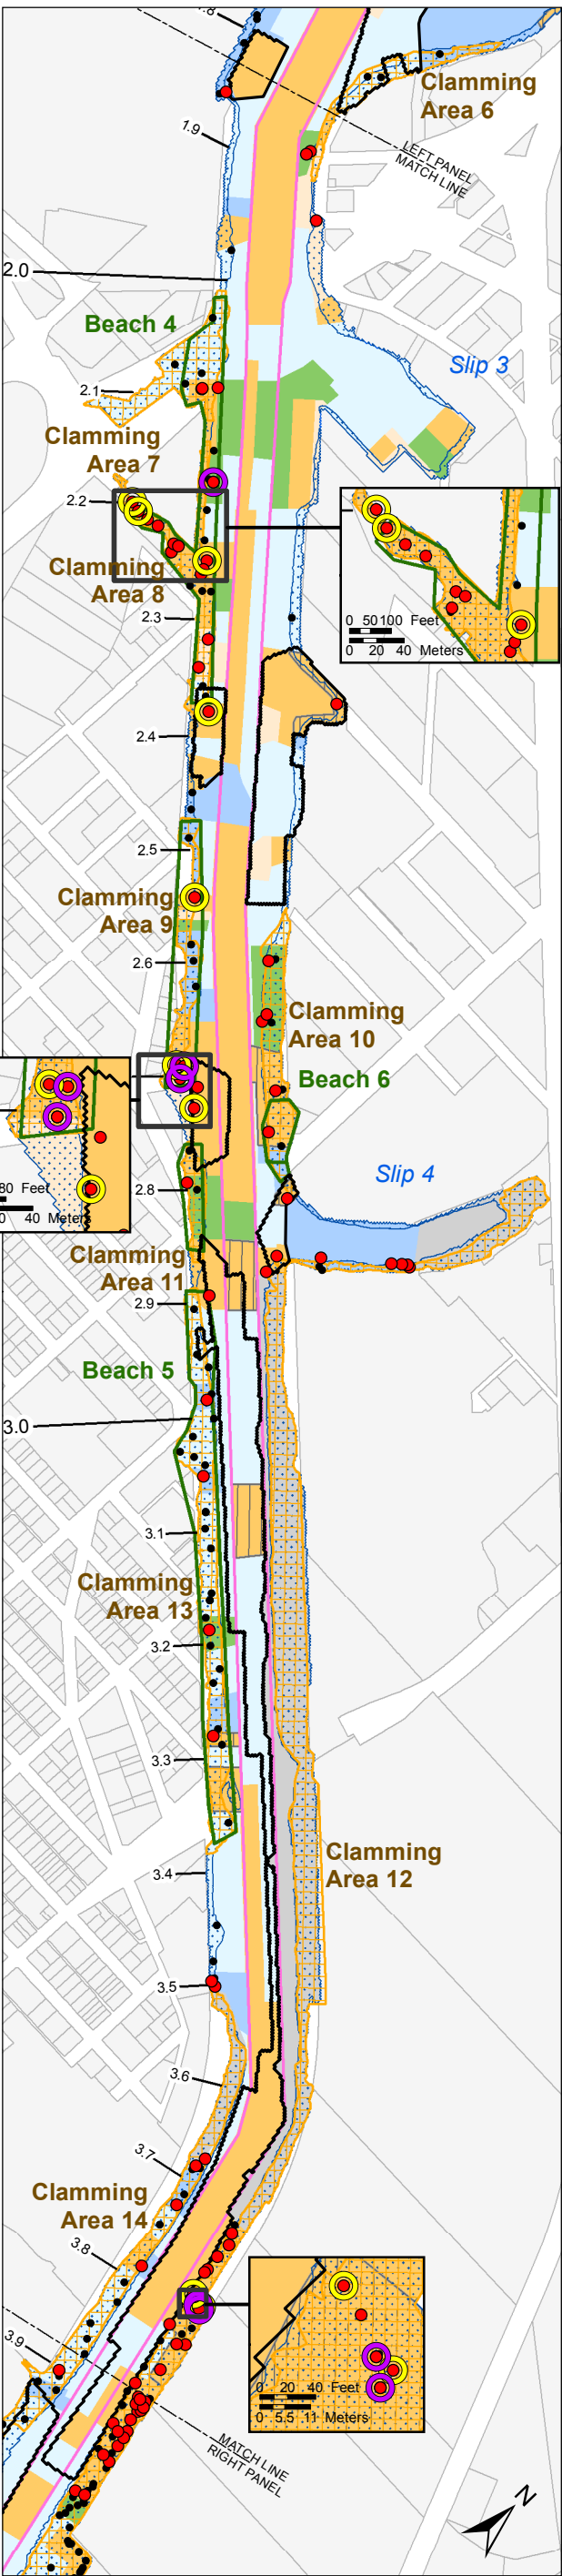 1.8
Clamming
Area 6
1.9
LEFT PANEL
MATCH LINE
2.0
Beach 4
Slip 3
2.1
Clamming
Area 7
2.2
Clamming
Area 8
0 50 100 Feet
0 20 40 Meters
2.3
2.4
2.5
Clamming
Area 9
2.6
Clamming
Area 10
Beach 6
80 Feet
0 40 Meters
Slip 4
2.8
Clamming
Area 11
2.9
Beach 5
3.0
3.1
Clamming
Area 13
3.2
3.3
Clamming
Area 12
3.4
3.5
3.6
3.7
Clamming
Area 14
3.8
3.9
0 20 40 Feet
0 5.5 11 Meters
MATCH LINE
RIGHT PANEL
N